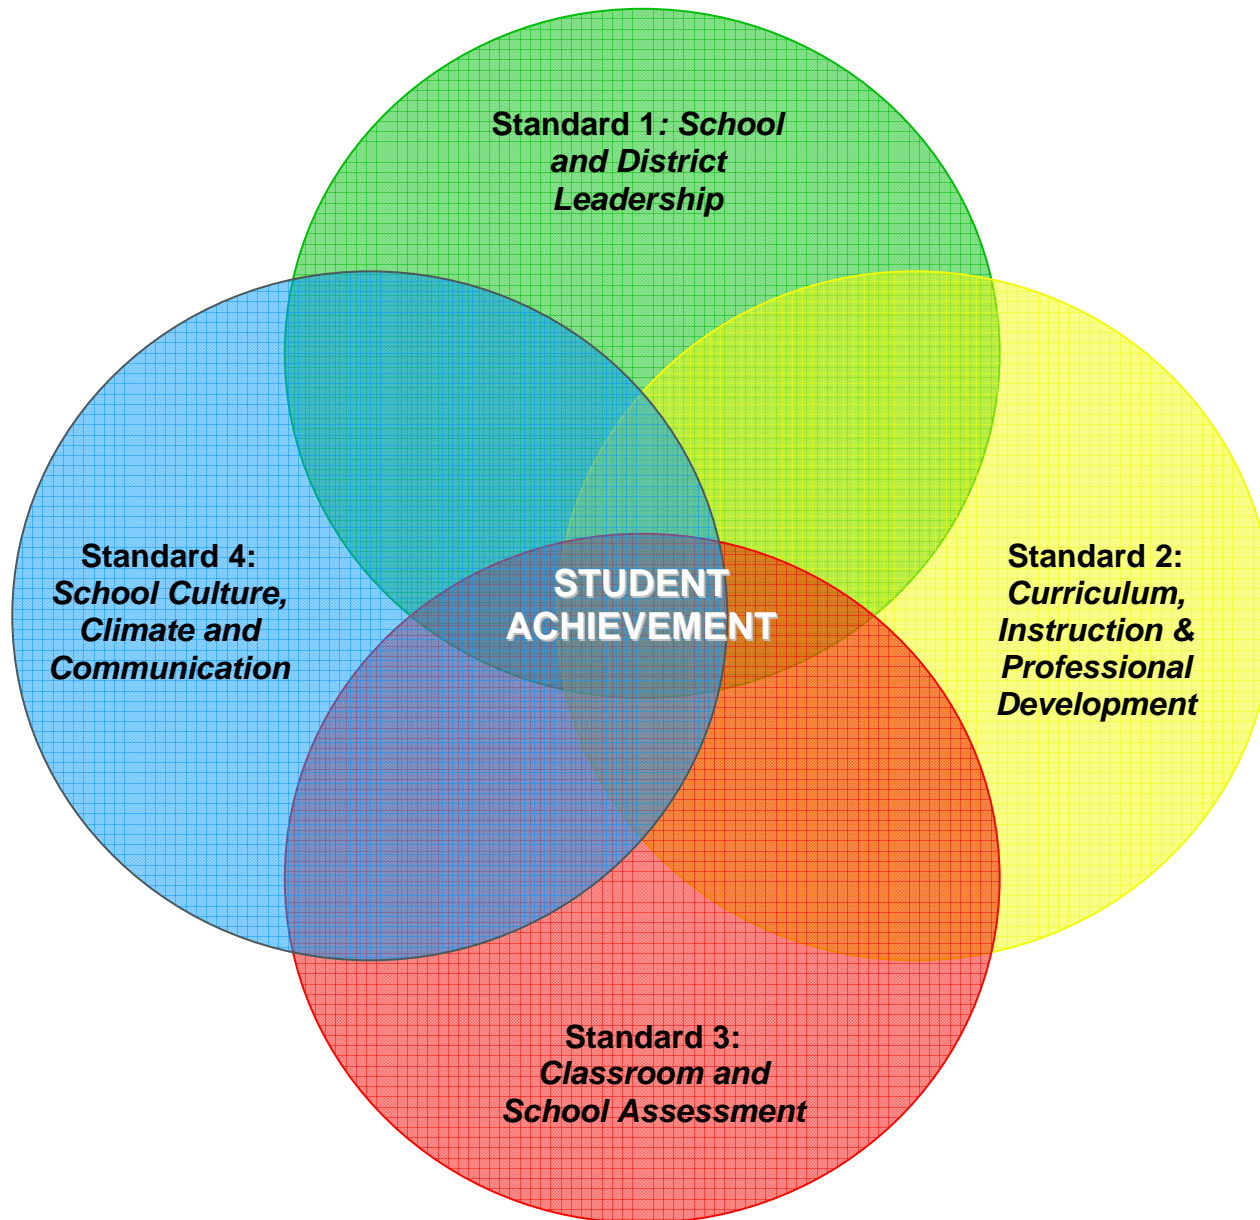 Standard 1: School
and District
Leadership
Standard 4:
School Culture,
Climate and
Communication
STUDENT
ACHIEVEMENT
Standard 2:
Curriculum,
Instruction &
Professional
Development
Standard 3:
Classroom and
School Assessment